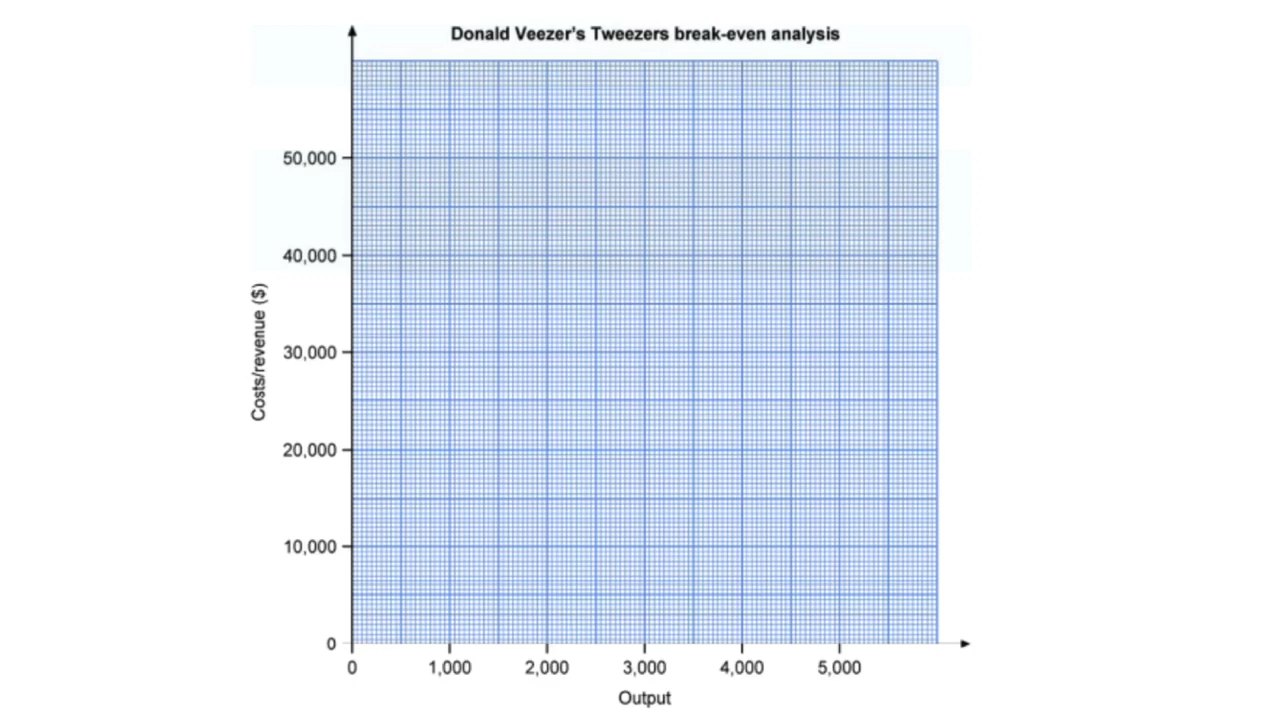 Donald Veezer's Tweezers break-even analysis
50,000
40,000
30,000
20,000
10,000
0
Costs/revenue ($)
0 1,000 2,000 3,000 4,000 5,000
Output